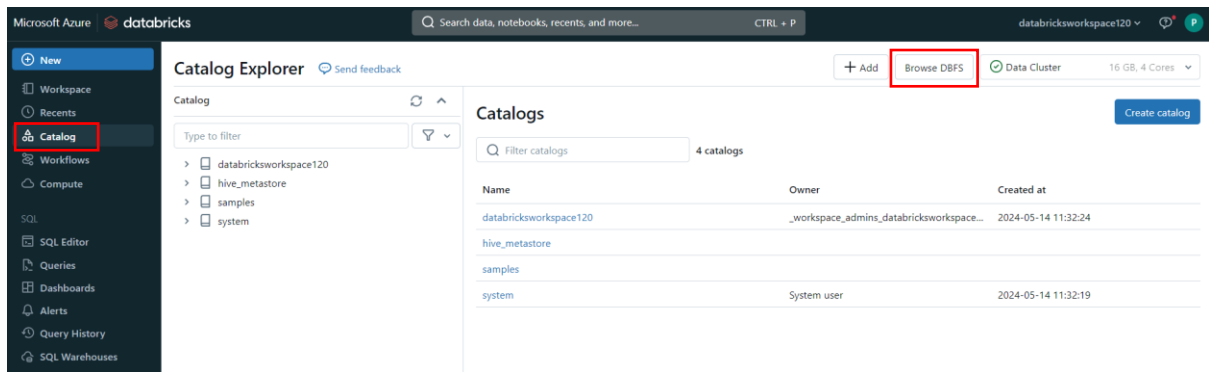 Microsoft Azure databricks Search data, notebooks, recents, and more... CTRL + P databricksworkspace120 P
New
Workspace
Recents
Catalog
Workflows
Compute
SQL
SQL Editor
Queries
Dashboards
Alerts
Query History
SQL Warehouses
Catalog Explorer Send feedback + Add Browse DBFS Data Cluster 16 GB, 4 Cores
Catalog
Type to filter
databricksworkspace120
hive_metastore
samples
system
Catalogs Create catalog
Filter catalogs 4 catalogs
Name Owner Created at
databricksworkspace120 _workspace_admins_databricksworkspace... 2024-05-14 11:32:24
hive_metastore
samples
system System user 2024-05-14 11:32:19